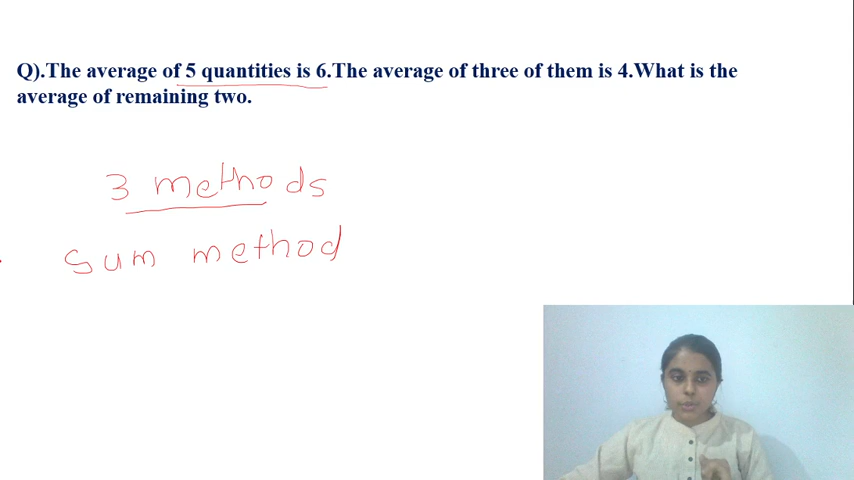 Q).The average of 5 quantities is 6.The average of three of them is 4.What is the
average of remaining two.
3 methods
Sum method